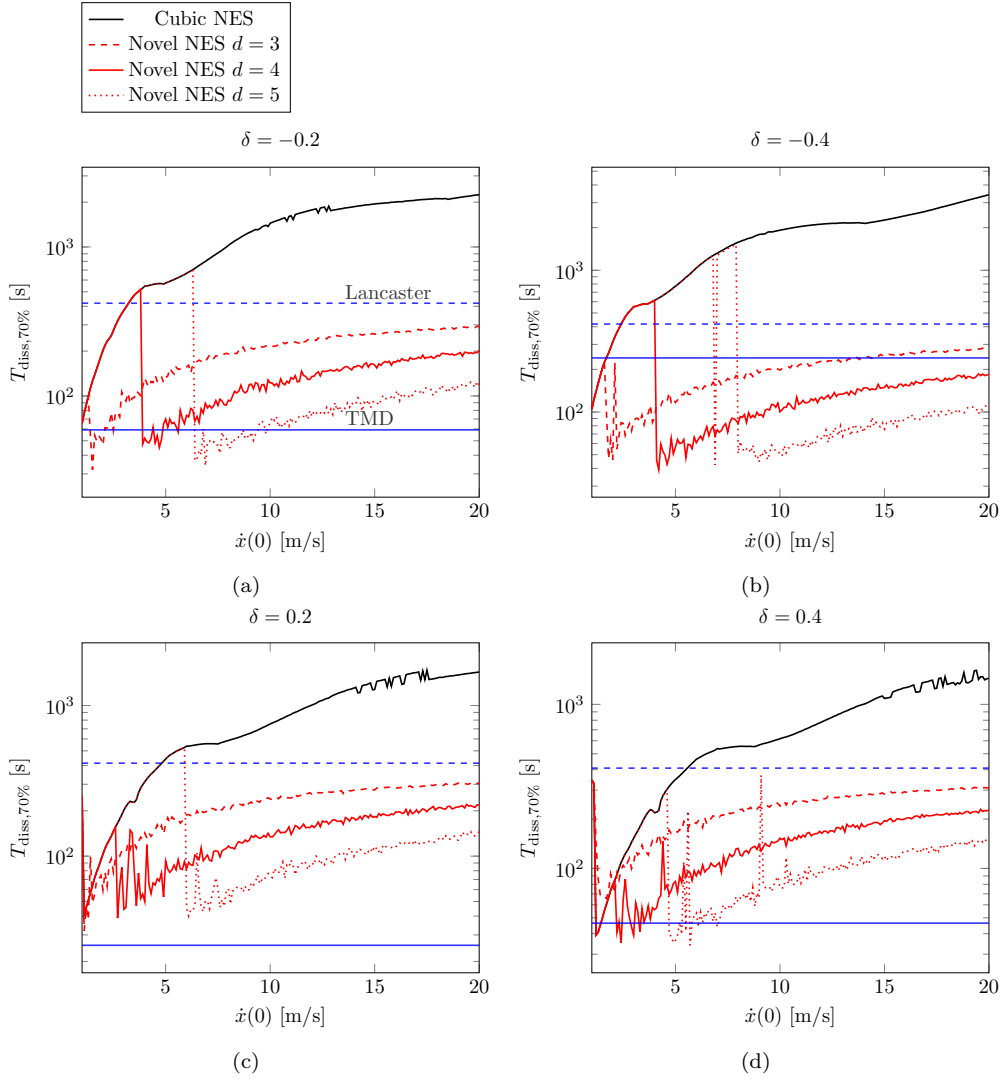 Cubic NES
Novel NES d = 3
Novel NES d = 4
Novel NES d = 5
δ = −0.2
T_diss,70% [s]
10^3
10^2
Lancaster
TMD
5 10 15 20
ẋ(0) [m/s]
(a)
δ = −0.4
T_diss,70% [s]
10^3
10^2
5 10 15 20
ẋ(0) [m/s]
(b)
δ = 0.2
T_diss,70% [s]
10^3
10^2
5 10 15 20
ẋ(0) [m/s]
(c)
δ = 0.4
T_diss,70% [s]
10^3
10^2
5 10 15 20
ẋ(0) [m/s]
(d)